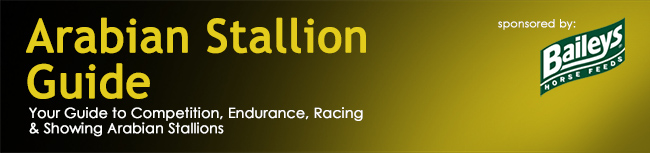 Arabian Stallion
Guide
Your Guide to Competition, Endurance, Racing
& Showing Arabian Stallions
sponsored by:
Baileys
HORSE FEEDS